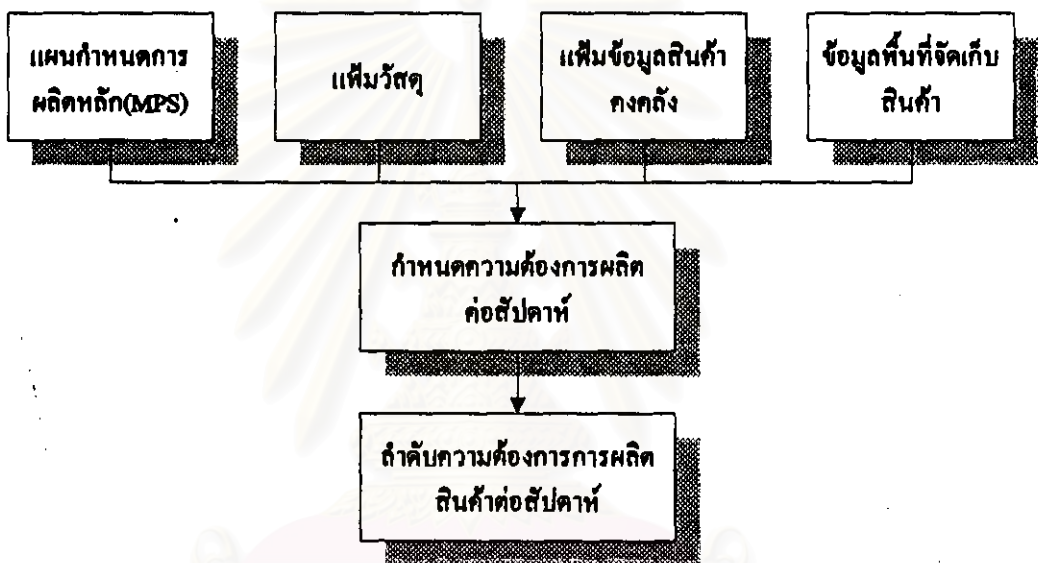 แผนกำหนดการ
ผลิตหลัก(MPS)
แฟ้มวัสดุ
แฟ้มข้อมูลสินค้า
คงคลัง
ข้อมูลพื้นที่จัดเก็บ
สินค้า
กำหนดความต้องการผลิต
ต่อสัปดาห์
ลำดับความต้องการการผลิต
สินค้าต่อสัปดาห์